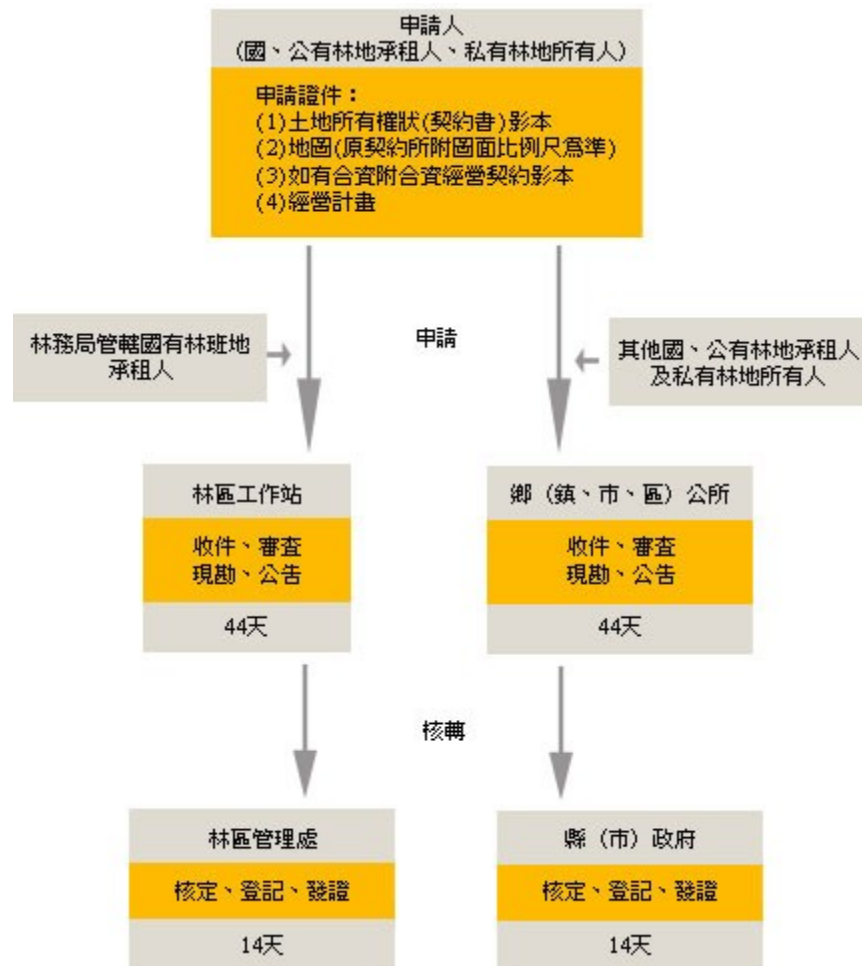 申請人
(國、公有林地承租人、私有林地所有人)
申請證件：
(1)土地所有權狀(契約書)影本
(2)地圖(原契約所附圖面比例尺為準)
(3)如有合資附合資經營契約影本
(4)經營計畫
林務局管轄國有林班地
承租人
申請
其他國、公有林地承租人
及私有林地所有人
林區工作站
收件、審查
現勘、公告
44天
鄉（鎮、市、區）公所
收件、審查
現勘、公告
44天
核轉
林區管理處
核定、登記、發證
14天
縣（市）政府
核定、登記、發證
14天